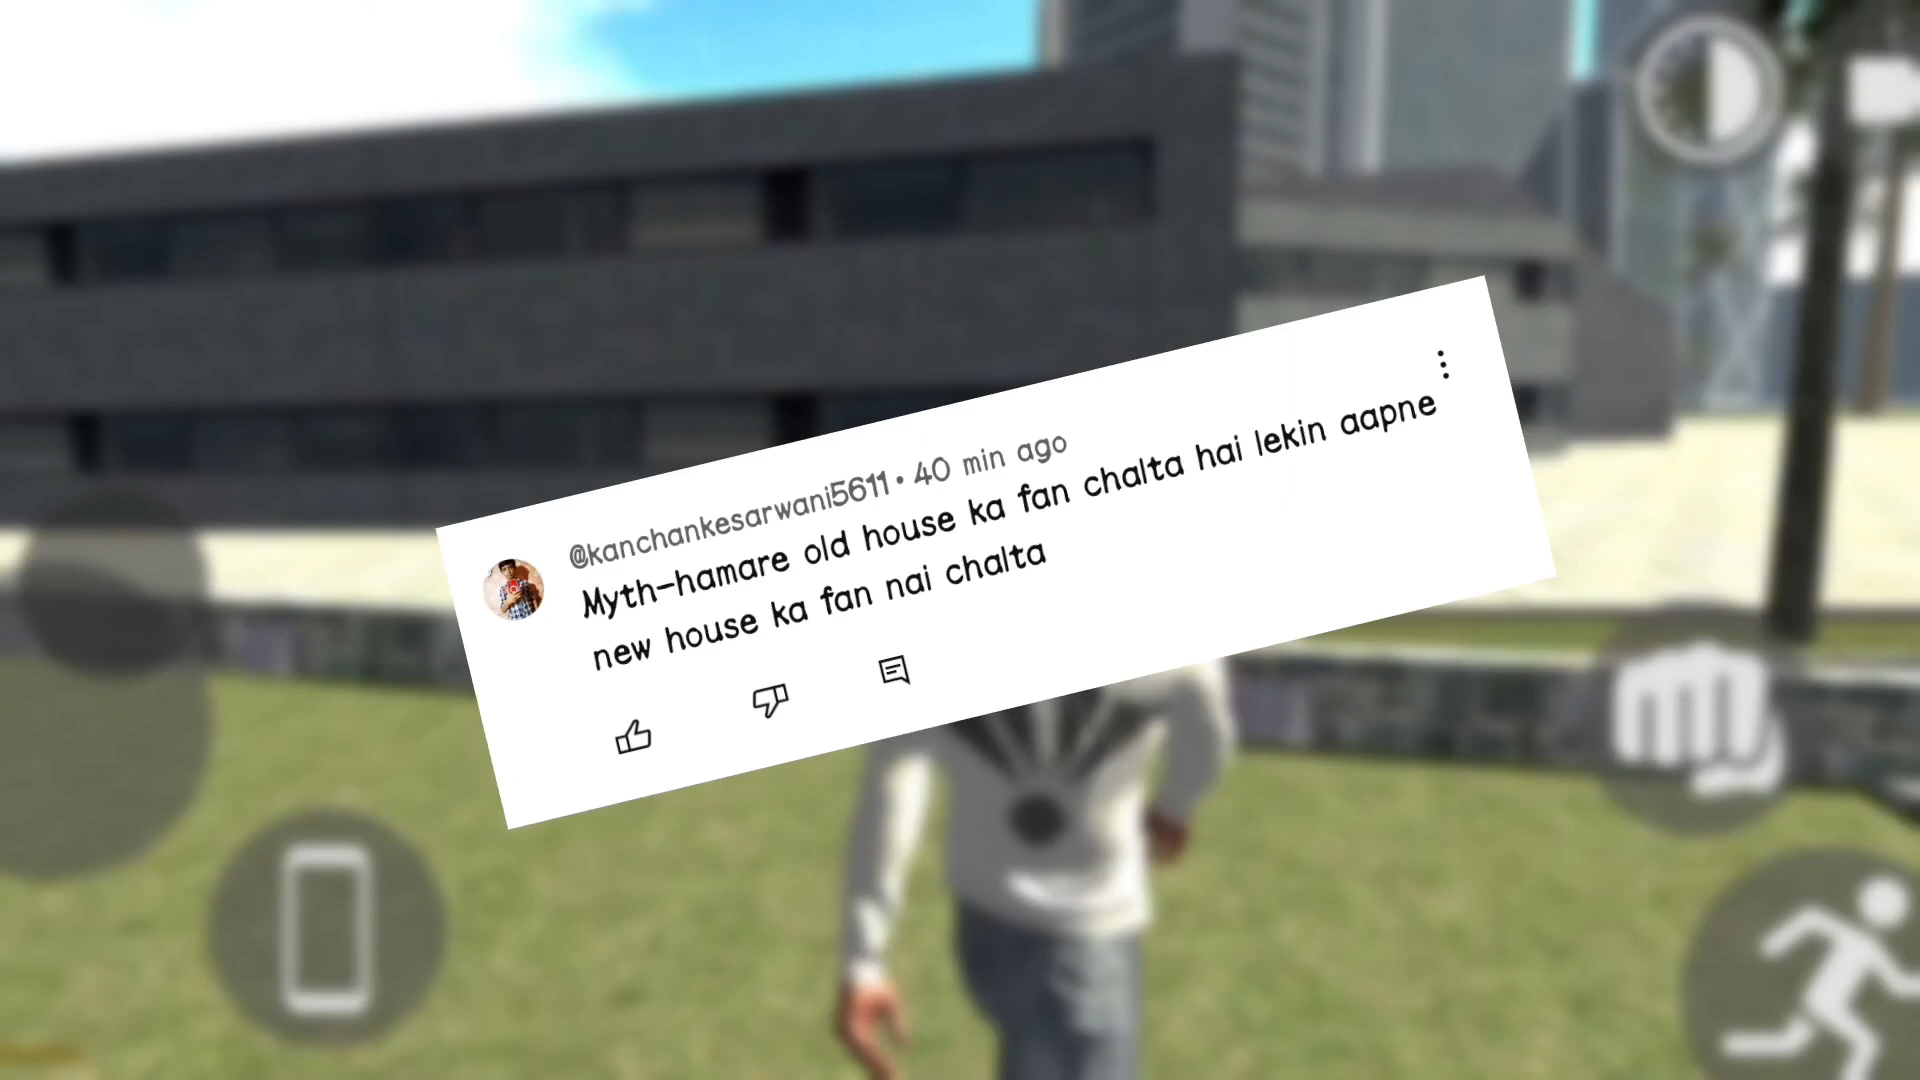 @kanchankesarwani5611 • 40 min ago
Myth-hamare old house ka fan chalta hai lekin aapne
new house ka fan nai chalta